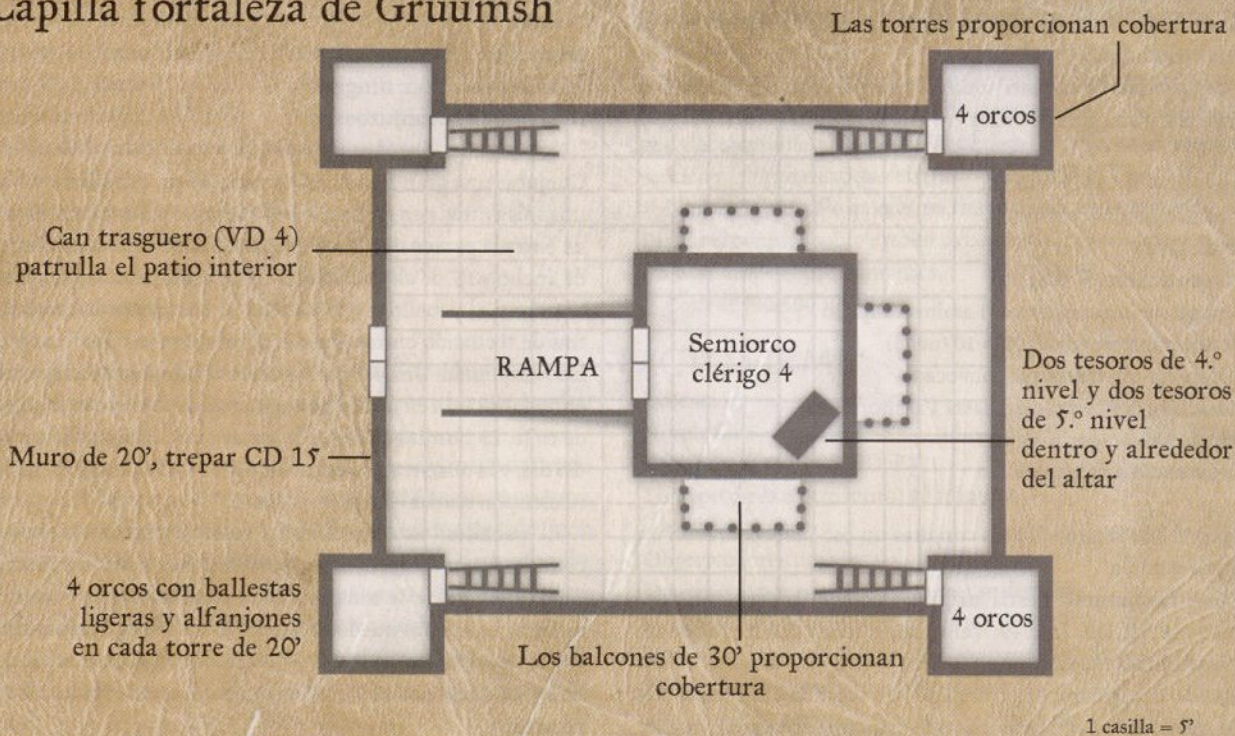 Capilla fortaleza de Gruumsh
Las torres proporcionan cobertura
4 orcos
Can trasguero (VD 4)
patrulla el patio interior
RAMPA
Semiorco
clérigo 4
Dos tesoros de 4.º
nivel y dos tesoros
de 5.º nivel
dentro y alrededor
del altar
Muro de 20', trepar CD 15
4 orcos con ballestas
ligeras y alfanjones
en cada torre de 20'
4 orcos
Los balcones de 30' proporcionan
cobertura
1 casilla = 5'